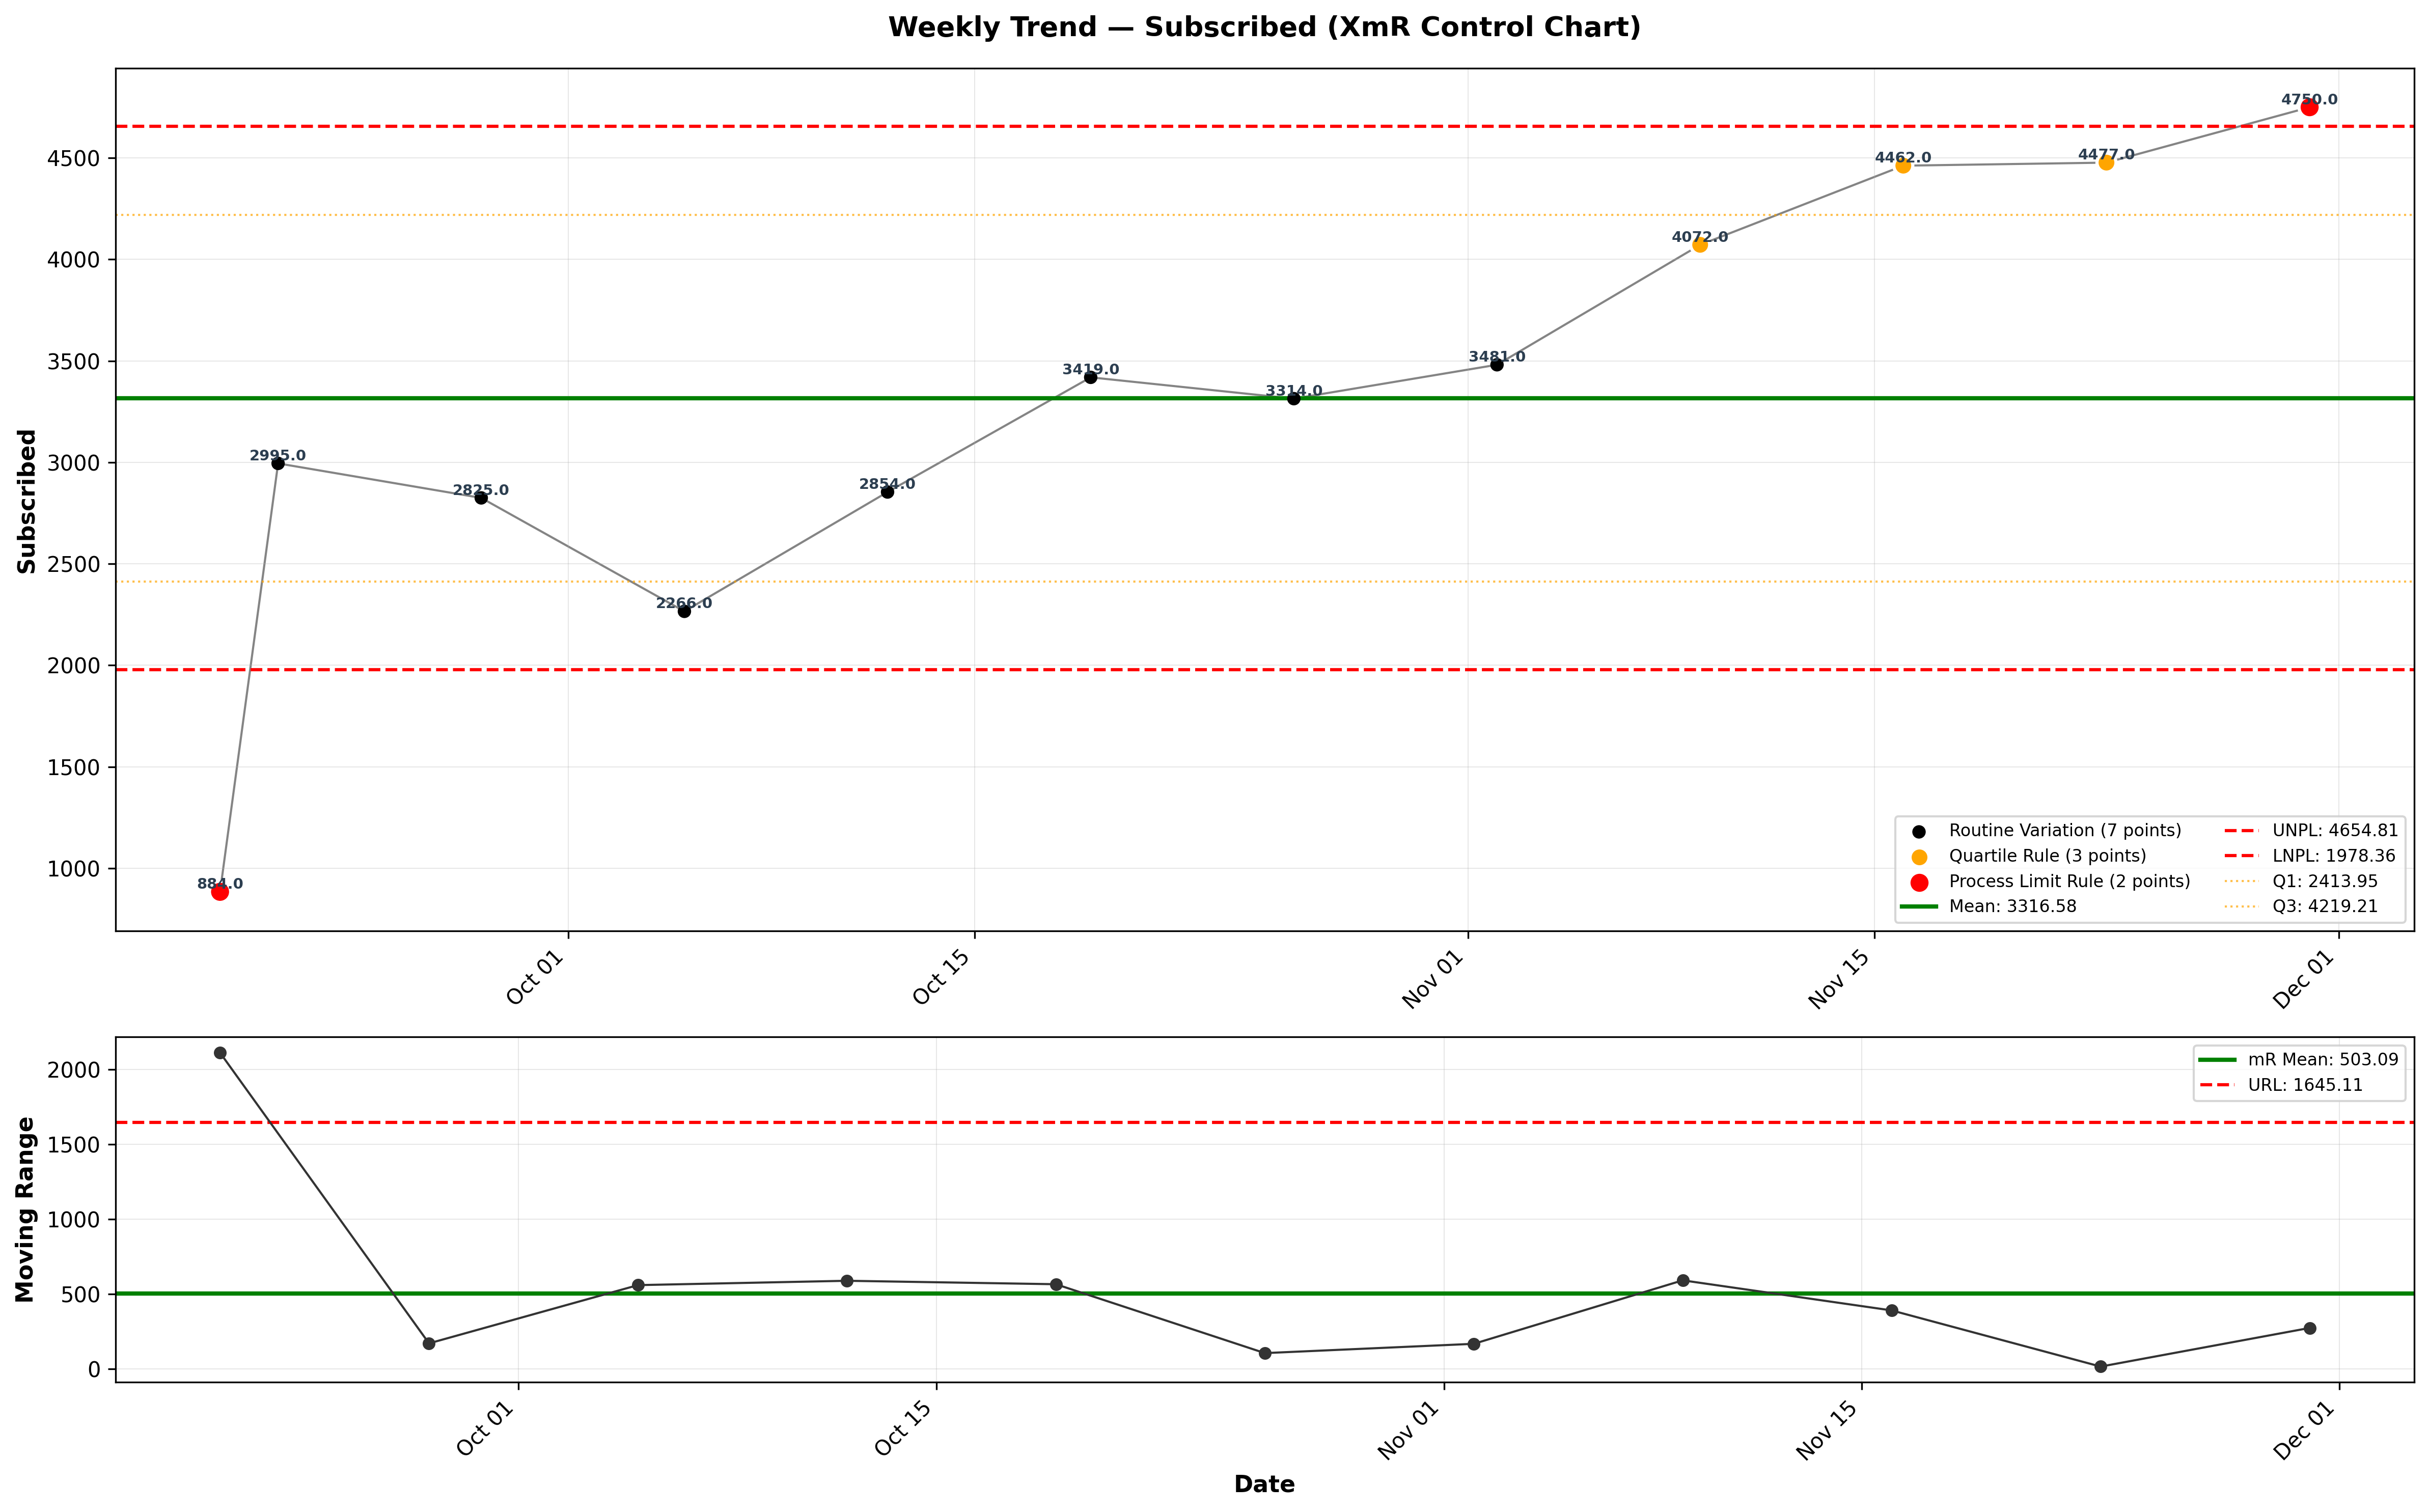 Weekly Trend — Subscribed (XmR Control Chart)
Subscribed
4500
4000
3500
3000
2500
2000
1500
1000
884.0
2995.0
2825.0
2266.0
2854.0
3419.0
3314.0
3481.0
4072.0
4462.0
4477.0
4750.0
Routine Variation (7 points)
Quartile Rule (3 points)
Process Limit Rule (2 points)
Mean: 3316.58
UNPL: 4654.81
LNPL: 1978.36
Q1: 2413.95
Q3: 4219.21
Oct 01
Oct 15
Nov 01
Nov 15
Dec 01
Moving Range
2000
1500
1000
500
0
mR Mean: 503.09
URL: 1645.11
Oct 01
Oct 15
Nov 01
Nov 15
Dec 01
Date